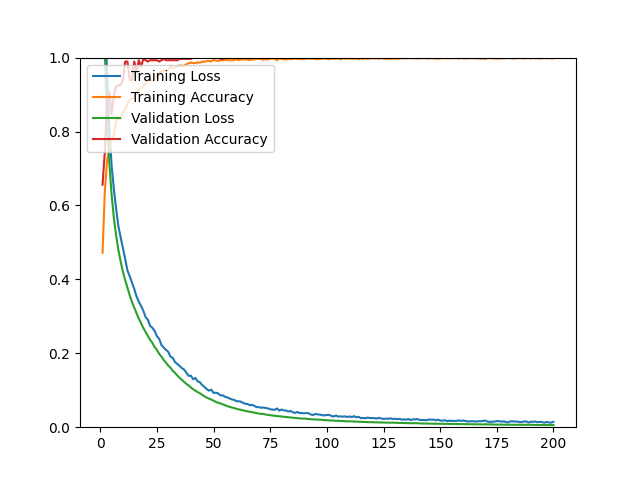 1.0
0.8
0.6
0.4
0.2
0.0
Training Loss
Training Accuracy
Validation Loss
Validation Accuracy
0 25 50 75 100 125 150 175 200